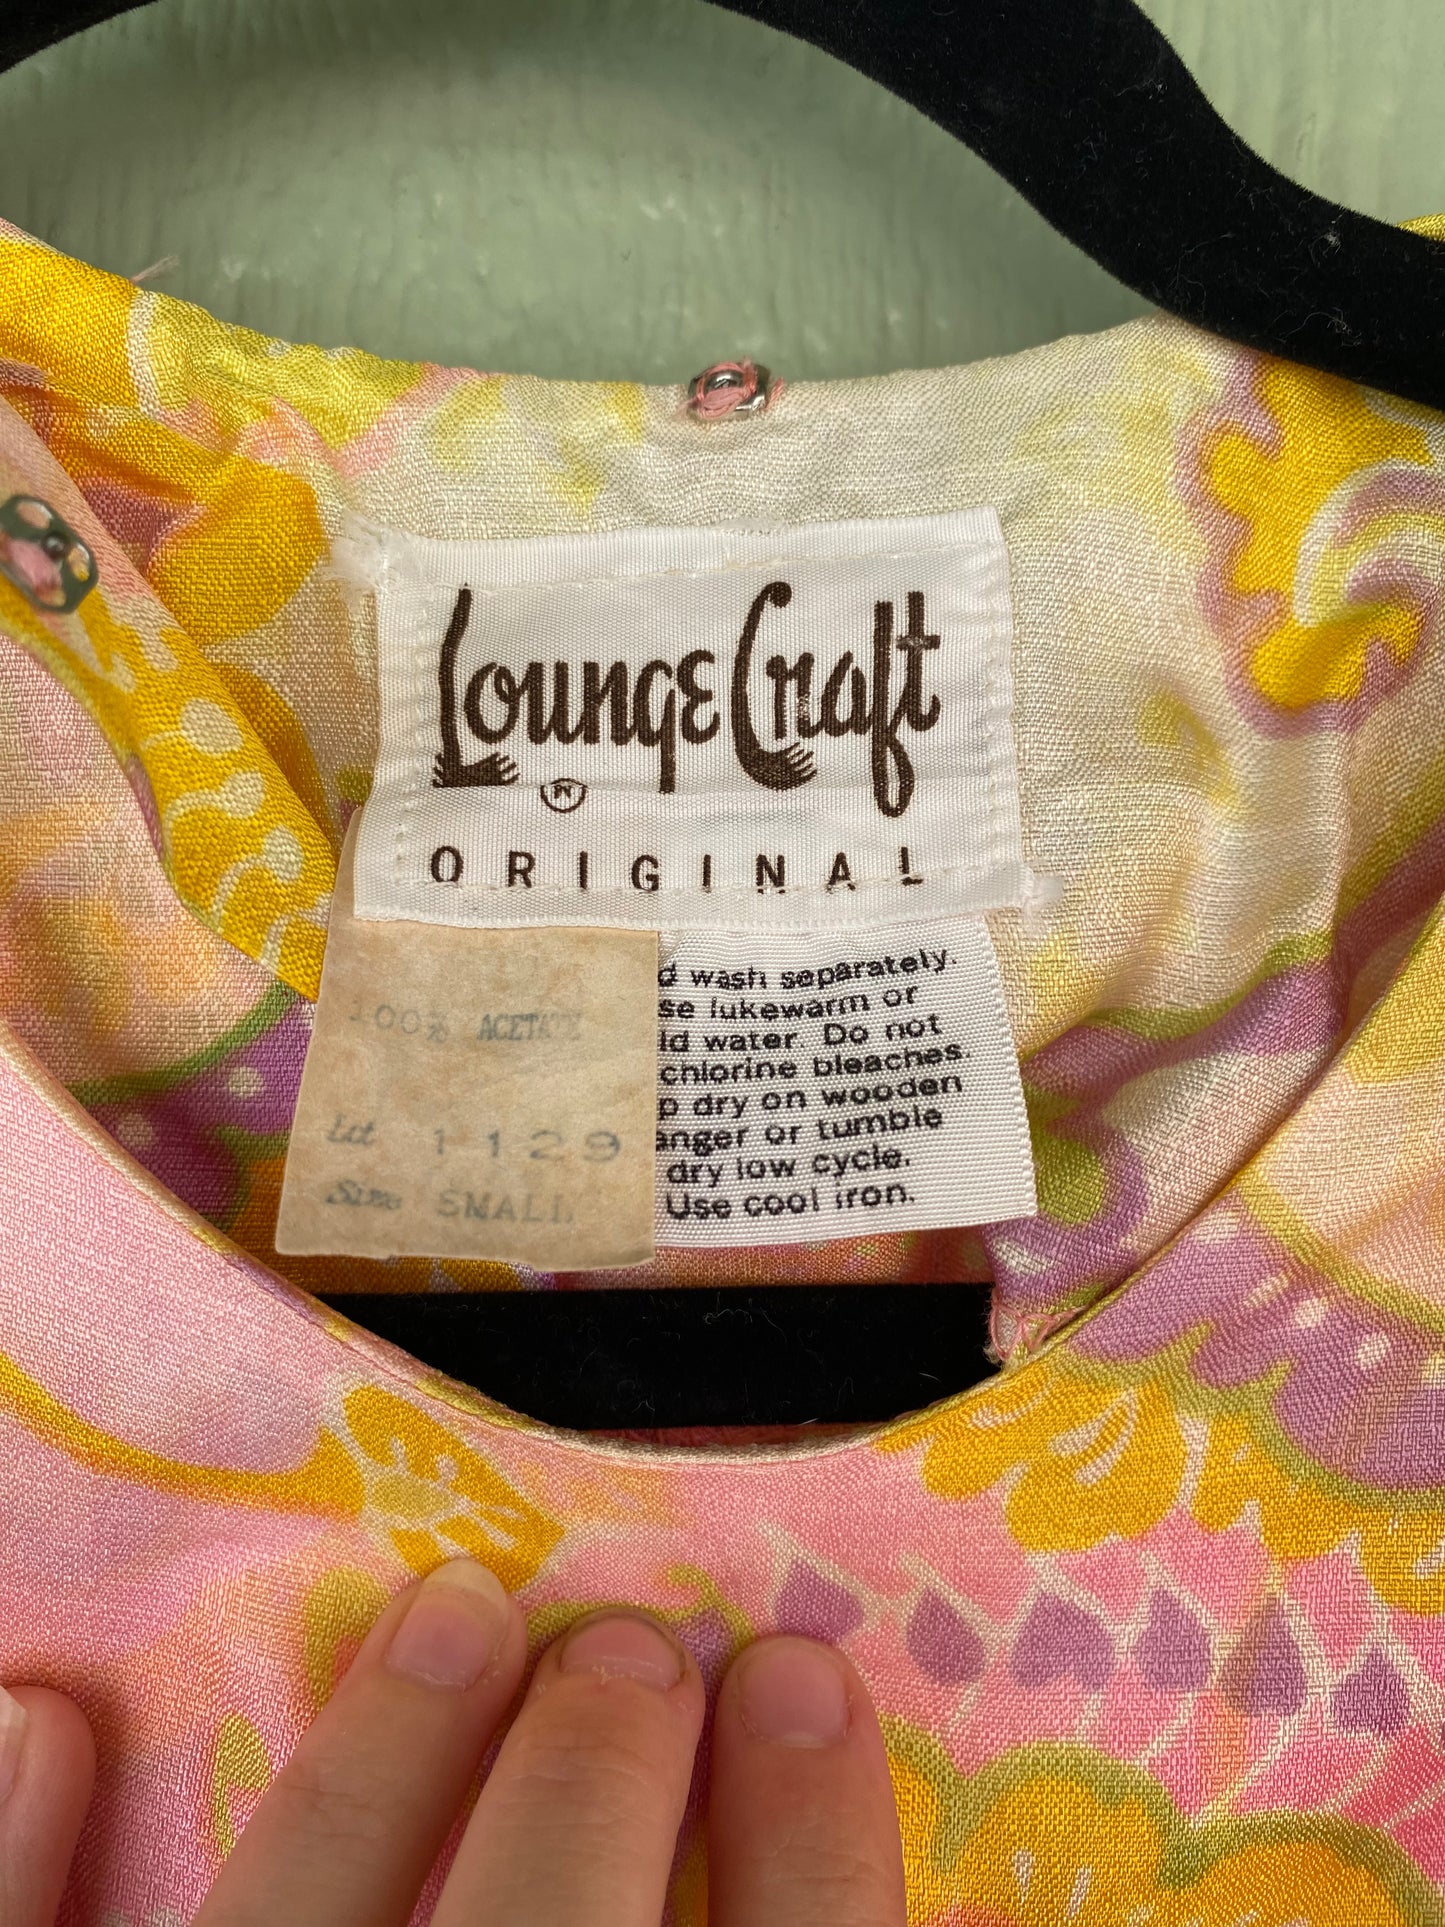 Lounge Craft
ORIGINAL
100% ACETATE
Lot 1129
Size SMALL
d wash separately.
se lukewarm or
ld water. Do not
chlorine bleaches.
p dry on wooden
anger or tumble
dry low cycle.
Use cool iron.